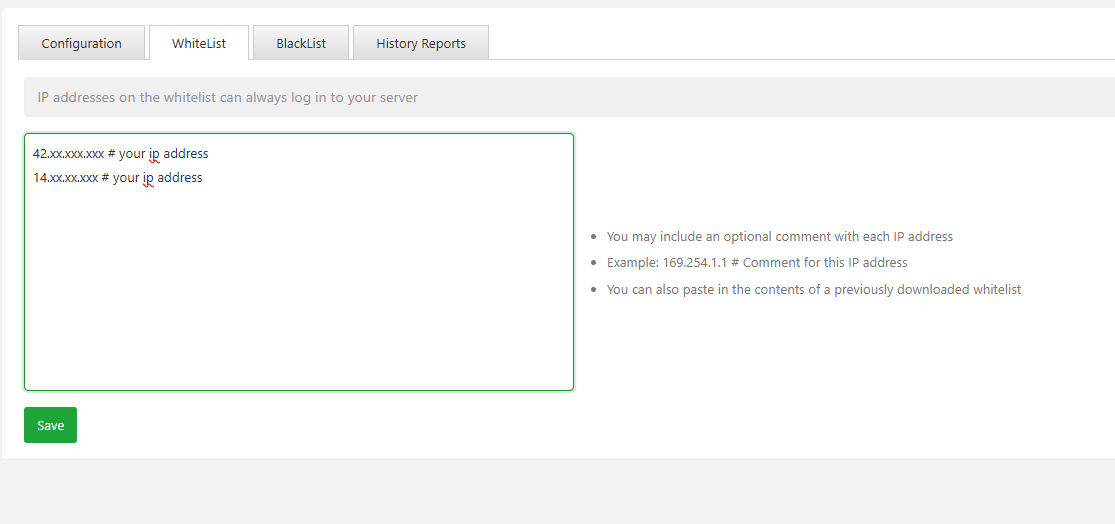 Configuration
WhiteList
BlackList
History Reports
IP addresses on the whitelist can always log in to your server
42.xx.xxx.xxx # your ip address
14.xx.xx.xxx # your ip address
You may include an optional comment with each IP address
Example: 169.254.1.1 # Comment for this IP address
You can also paste in the contents of a previously downloaded whitelist
Save